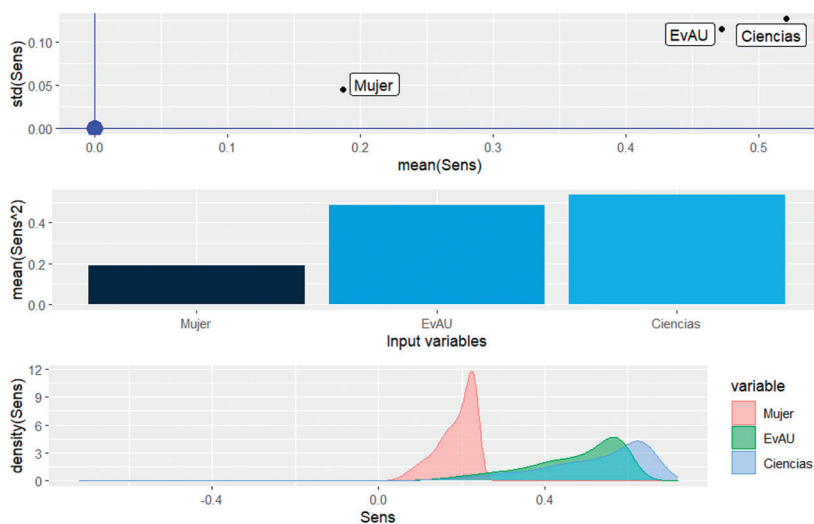 std(Sens)
0.10
0.05
0.00
Mujer
EvAU
Ciencias
0.0 0.1 0.2 0.3 0.4 0.5
mean(Sens)
mean(Sens^2)
0.4
0.2
0.0
Mujer EvAU Ciencias
Input variables
density(Sens)
12
9
6
3
0
-0.4 0.0 0.4
Sens
variable
Mujer
EvAU
Ciencias